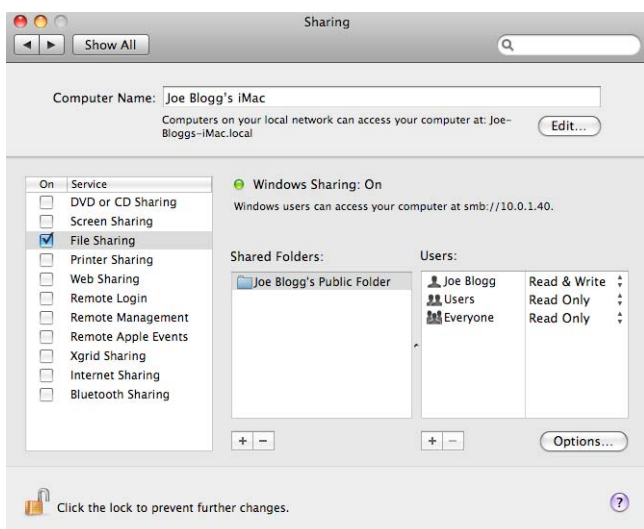 Sharing
Show All
Computer Name: Joe Blogg's iMac
Computers on your local network can access your computer at: Joe-
Bloggs-iMac.local
Edit...
On Service
DVD or CD Sharing
Screen Sharing
File Sharing
Printer Sharing
Web Sharing
Remote Login
Remote Management
Remote Apple Events
Xgrid Sharing
Internet Sharing
Bluetooth Sharing
Windows Sharing: On
Windows users can access your computer at smb://10.0.1.40.
Shared Folders:
Joe Blogg's Public Folder
+ −
Users:
Joe Blogg Read & Write
Users Read Only
Everyone Read Only
+ −
Options...
Click the lock to prevent further changes.
?